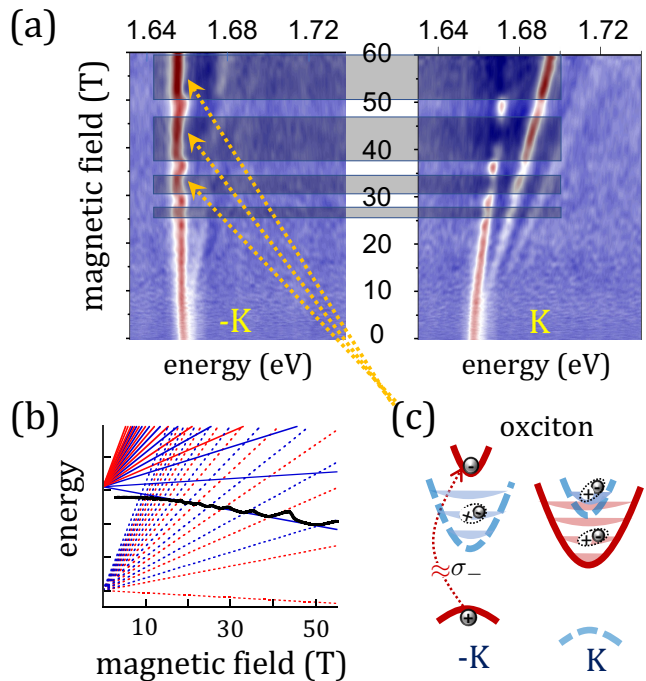 (a)
1.64 1.68 1.72 1.64 1.68 1.72
magnetic field (T)
60
50
40
30
20
10
0
-K
K
energy (eV) energy (eV)
(b)
energy
10 30 50
magnetic field (T)
(c)
oxciton
-
+
-
+
-
+
-
+
≈σ−
-K
K